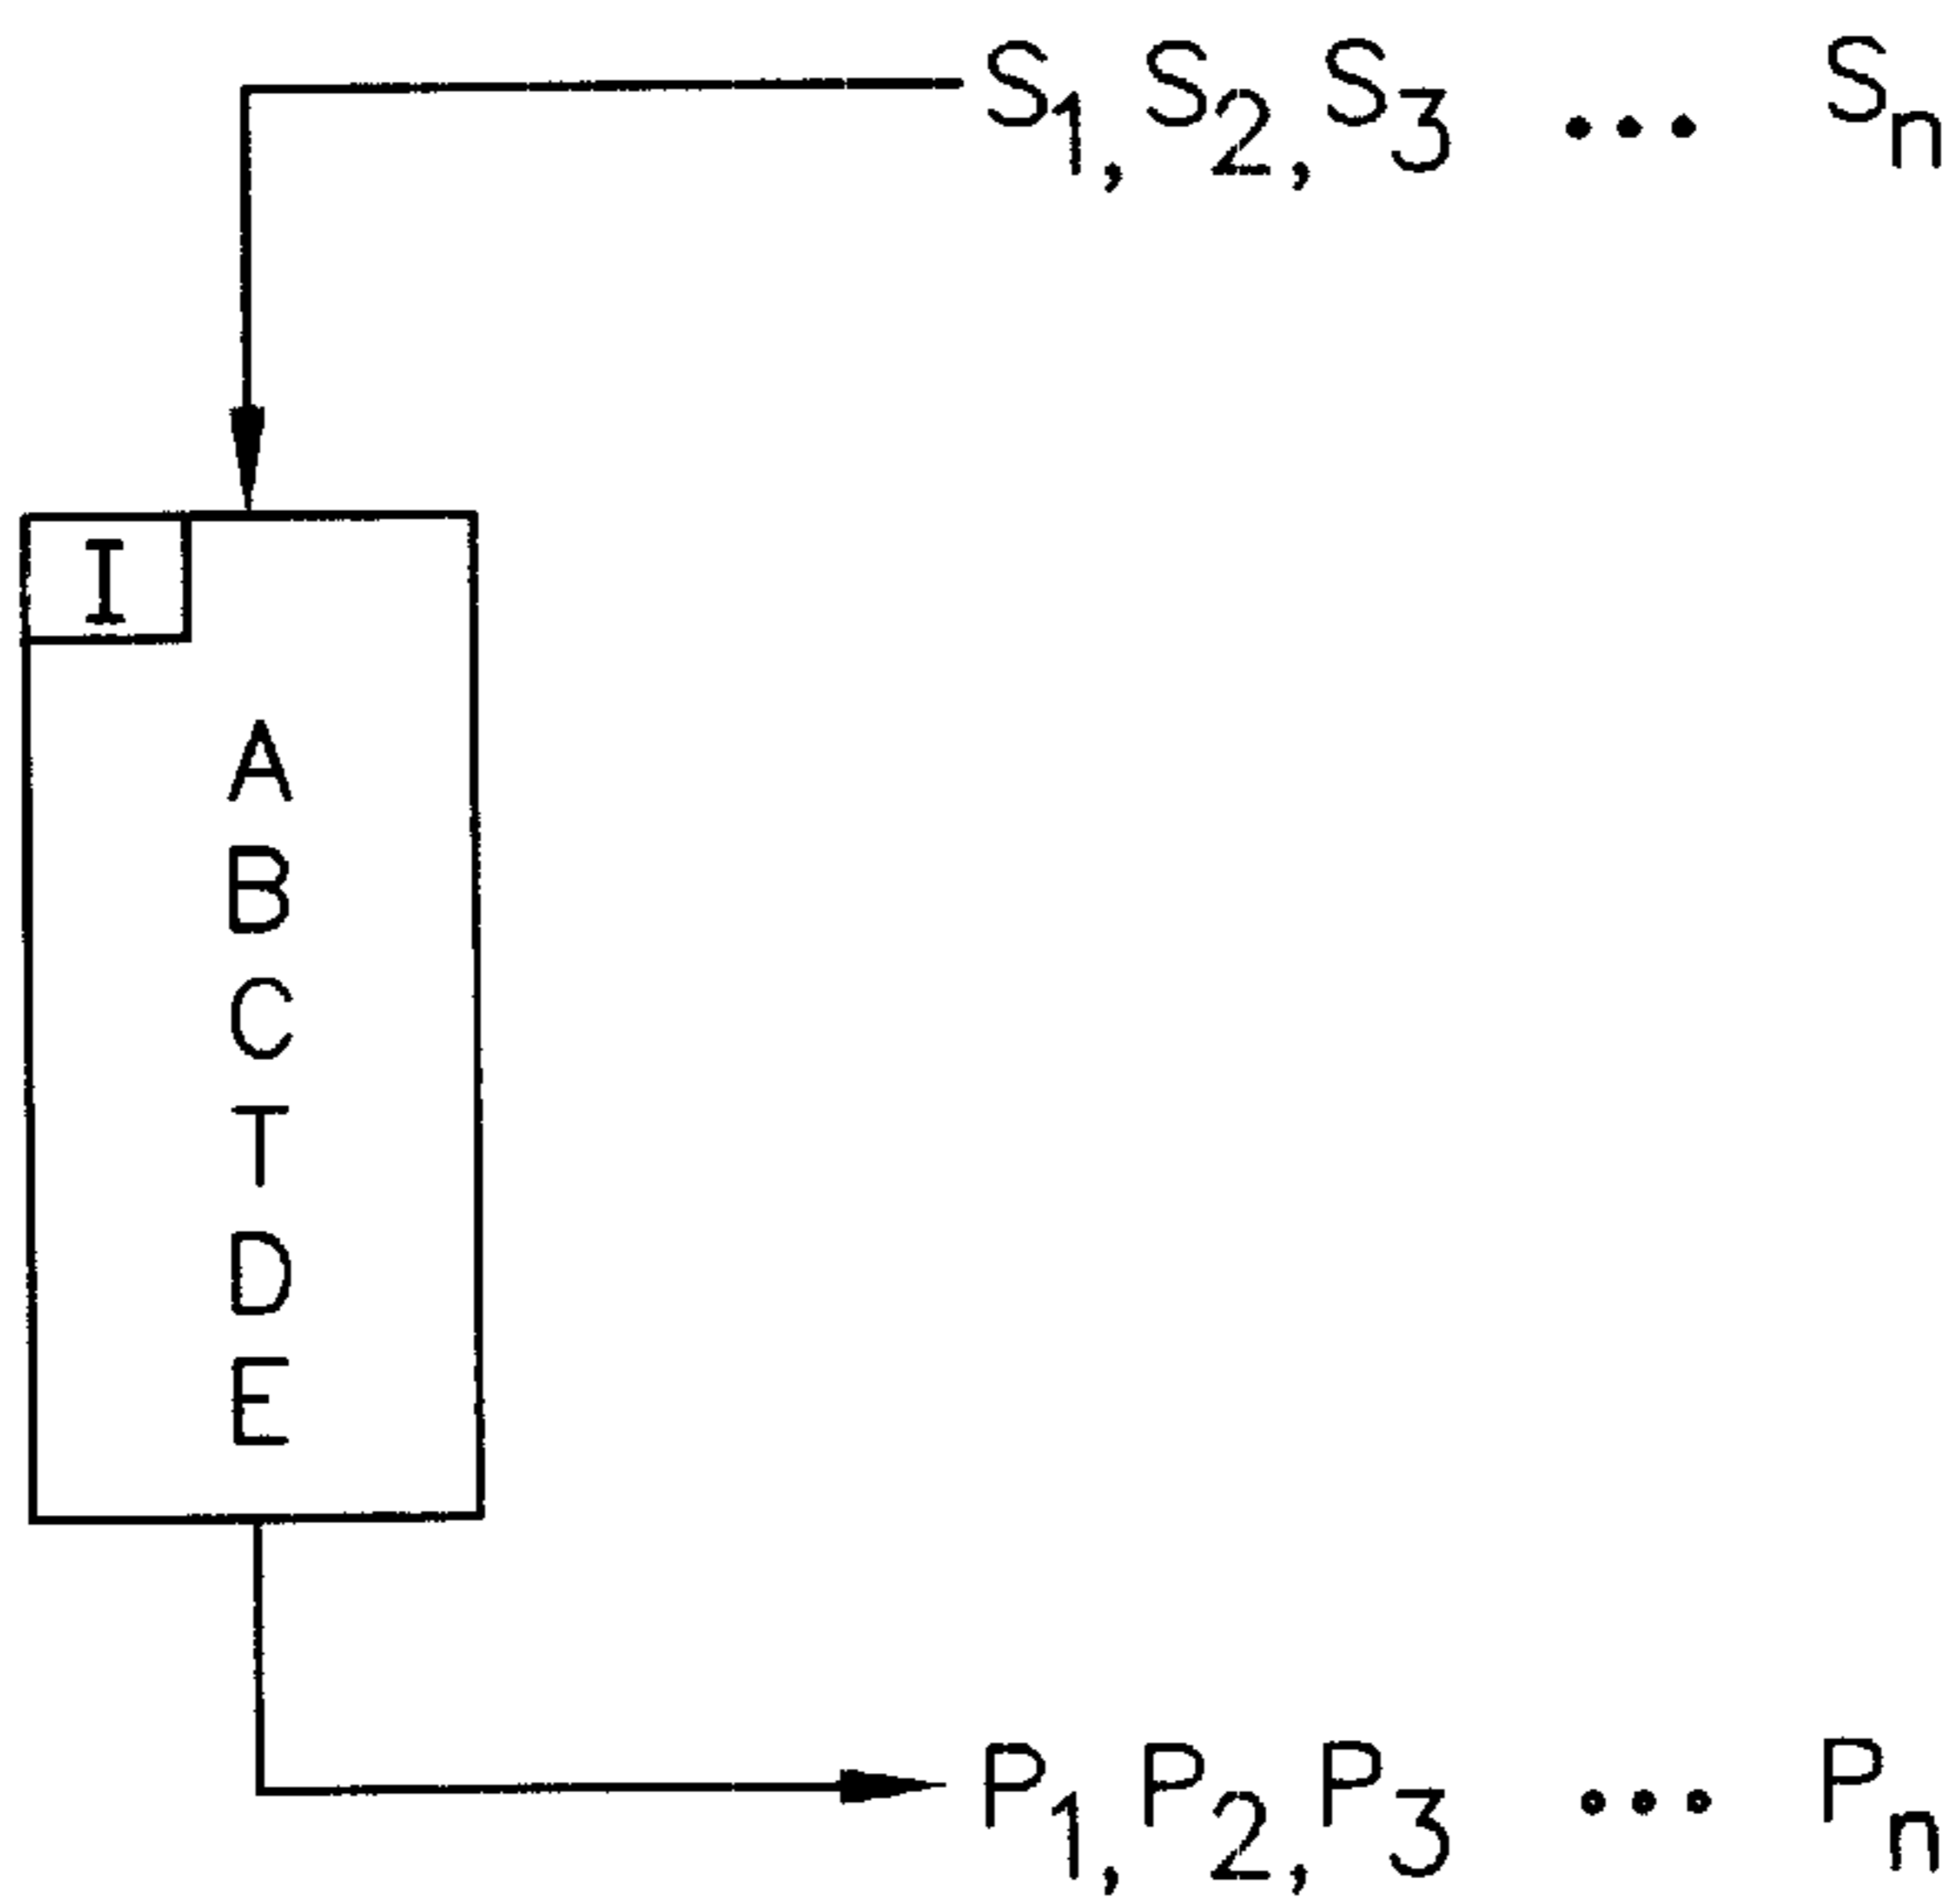 S1, S2, S3 ... Sn
I
A
B
C
T
D
E
P1, P2, P3 ... Pn